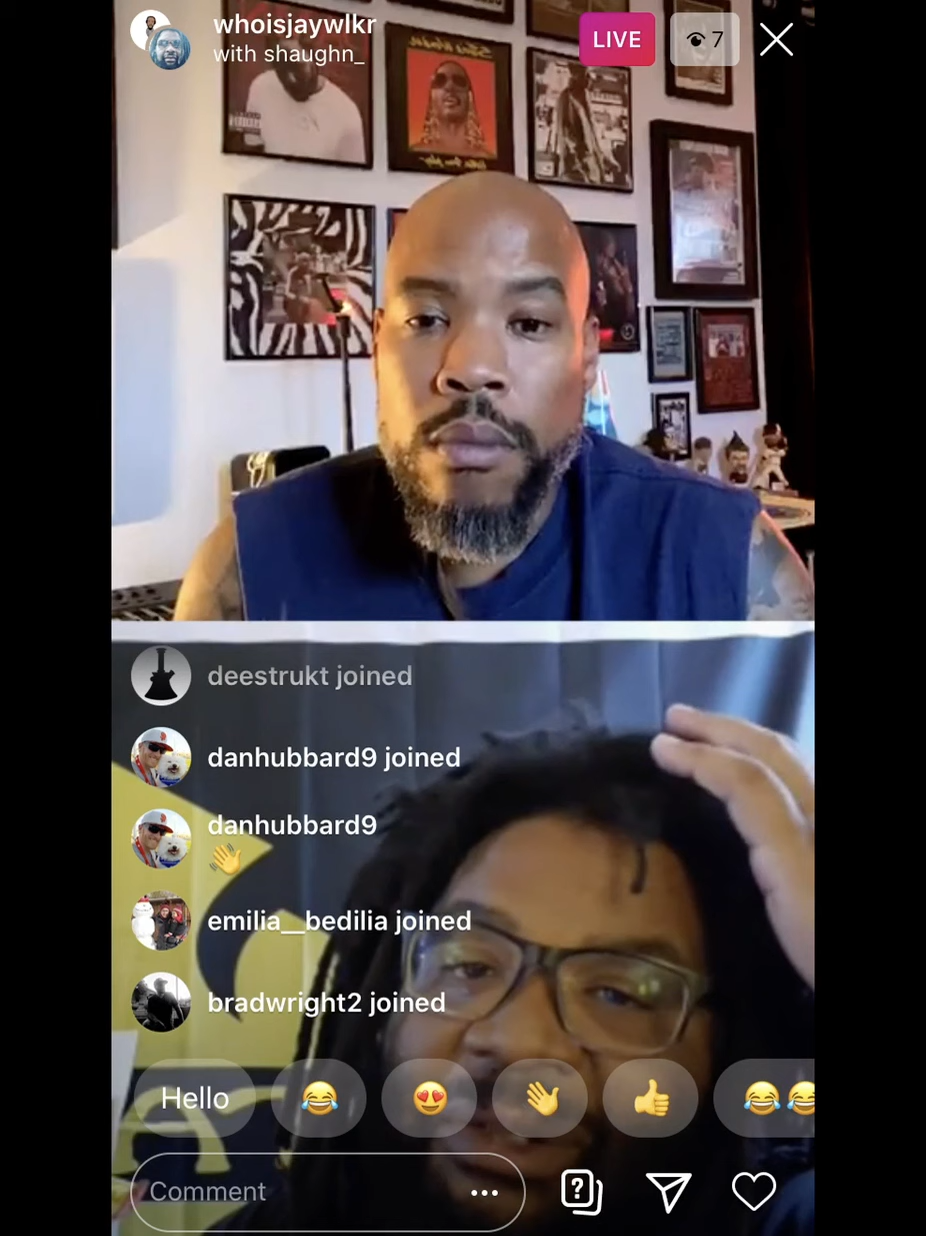 whoisjaywlkr
with shaughn_
LIVE
7
deestrukt joined
danhubbard9 joined
danhubbard9
👋
emilia__bedilia joined
bradwright2 joined
Hello 😂 😍 👋 👍 😂😂
Comment